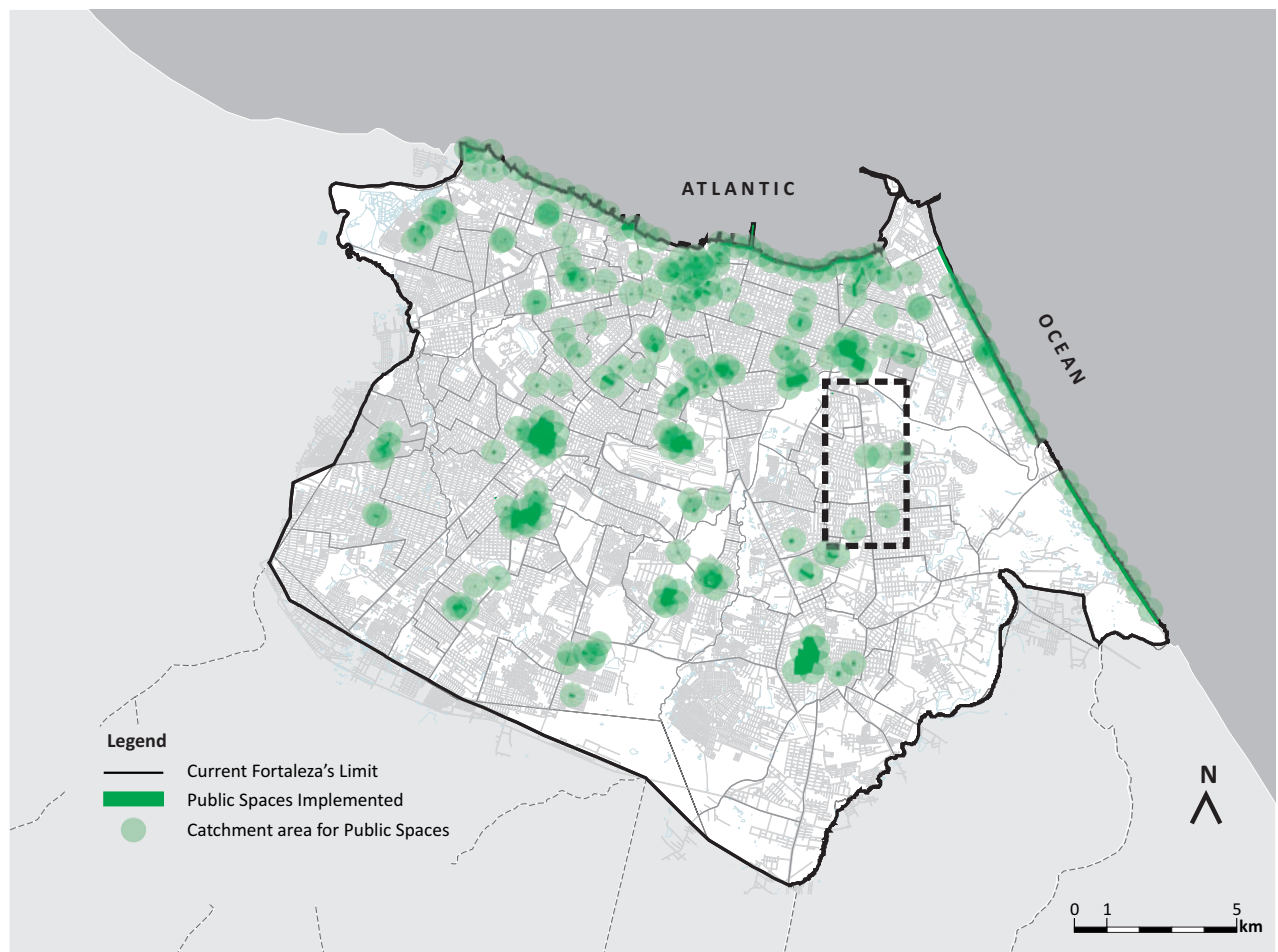 ATLANTIC
OCEAN
Legend
Current Fortaleza's Limit
Public Spaces Implemented
Catchment area for Public Spaces
N
0 1 5
km